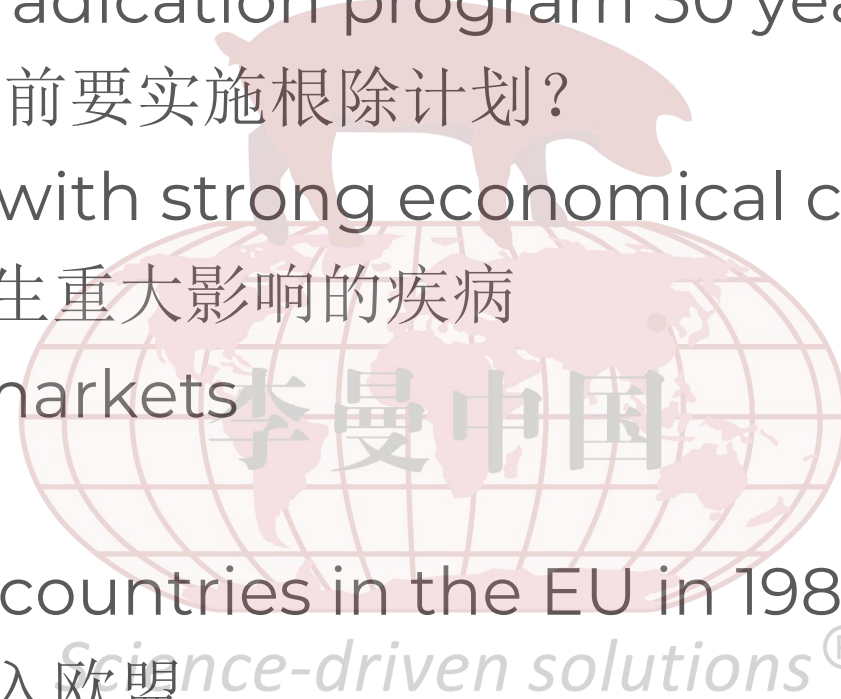 adication program 30 yea
前要实施根除计划？
with strong economical c
生重大影响的疾病
markets
李曼中国
countries in the EU in 198
入欧盟
Science-driven solutions®